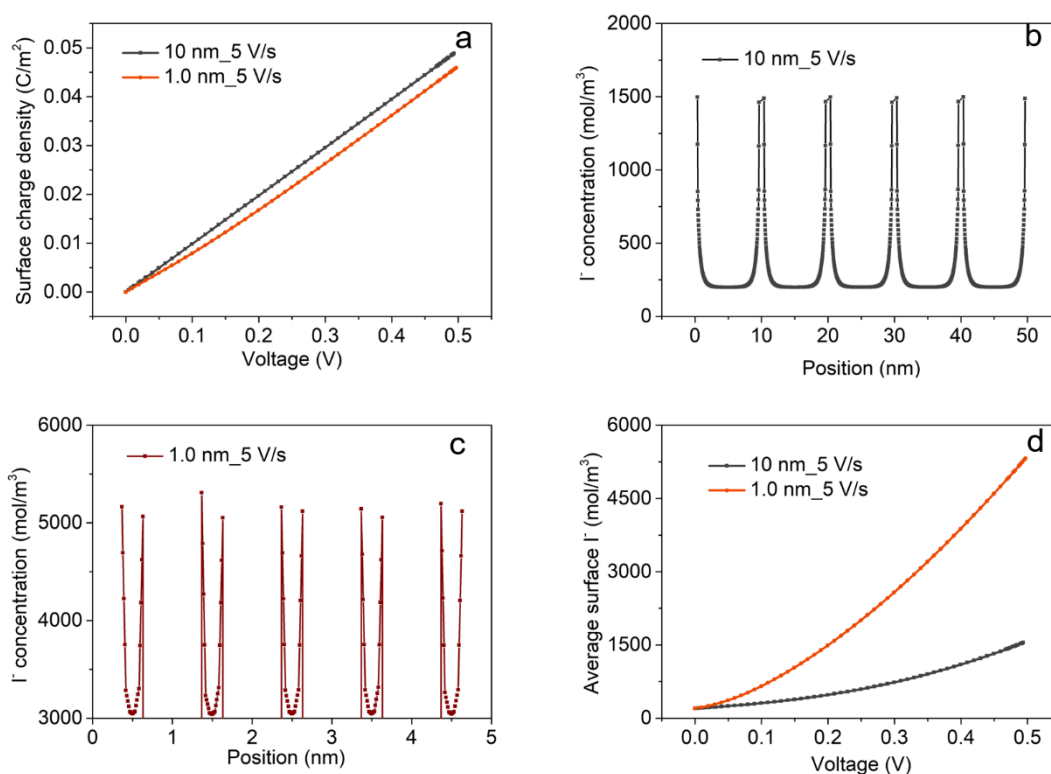 a
10 nm_5 V/s
1.0 nm_5 V/s
Surface charge density (C/m²)
0.05
0.04
0.03
0.02
0.01
0.00
0.0 0.1 0.2 0.3 0.4 0.5
Voltage (V)
b
10 nm_5 V/s
I⁻ concentration (mol/m³)
2000
1500
1000
500
0
0 10 20 30 40 50
Position (nm)
c
1.0 nm_5 V/s
I⁻ concentration (mol/m³)
6000
5000
4000
3000
0 1 2 3 4 5
Position (nm)
d
10 nm_5 V/s
1.0 nm_5 V/s
Average surface I⁻ (mol/m³)
6000
4500
3000
1500
0
0.0 0.1 0.2 0.3 0.4 0.5
Voltage (V)